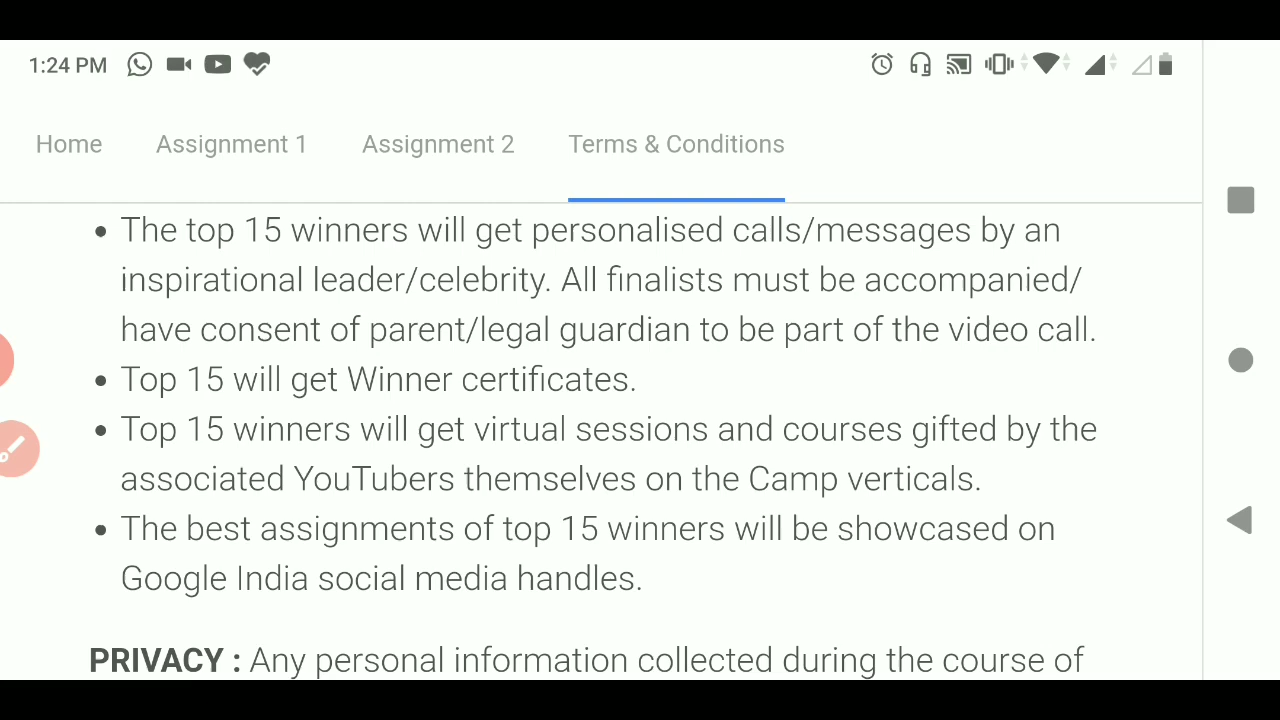 1:24 PM
Home Assignment 1 Assignment 2 Terms & Conditions
• The top 15 winners will get personalised calls/messages by an
inspirational leader/celebrity. All finalists must be accompanied/
have consent of parent/legal guardian to be part of the video call.
• Top 15 will get Winner certificates.
• Top 15 winners will get virtual sessions and courses gifted by the
associated YouTubers themselves on the Camp verticals.
• The best assignments of top 15 winners will be showcased on
Google India social media handles.
PRIVACY : Any personal information collected during the course of